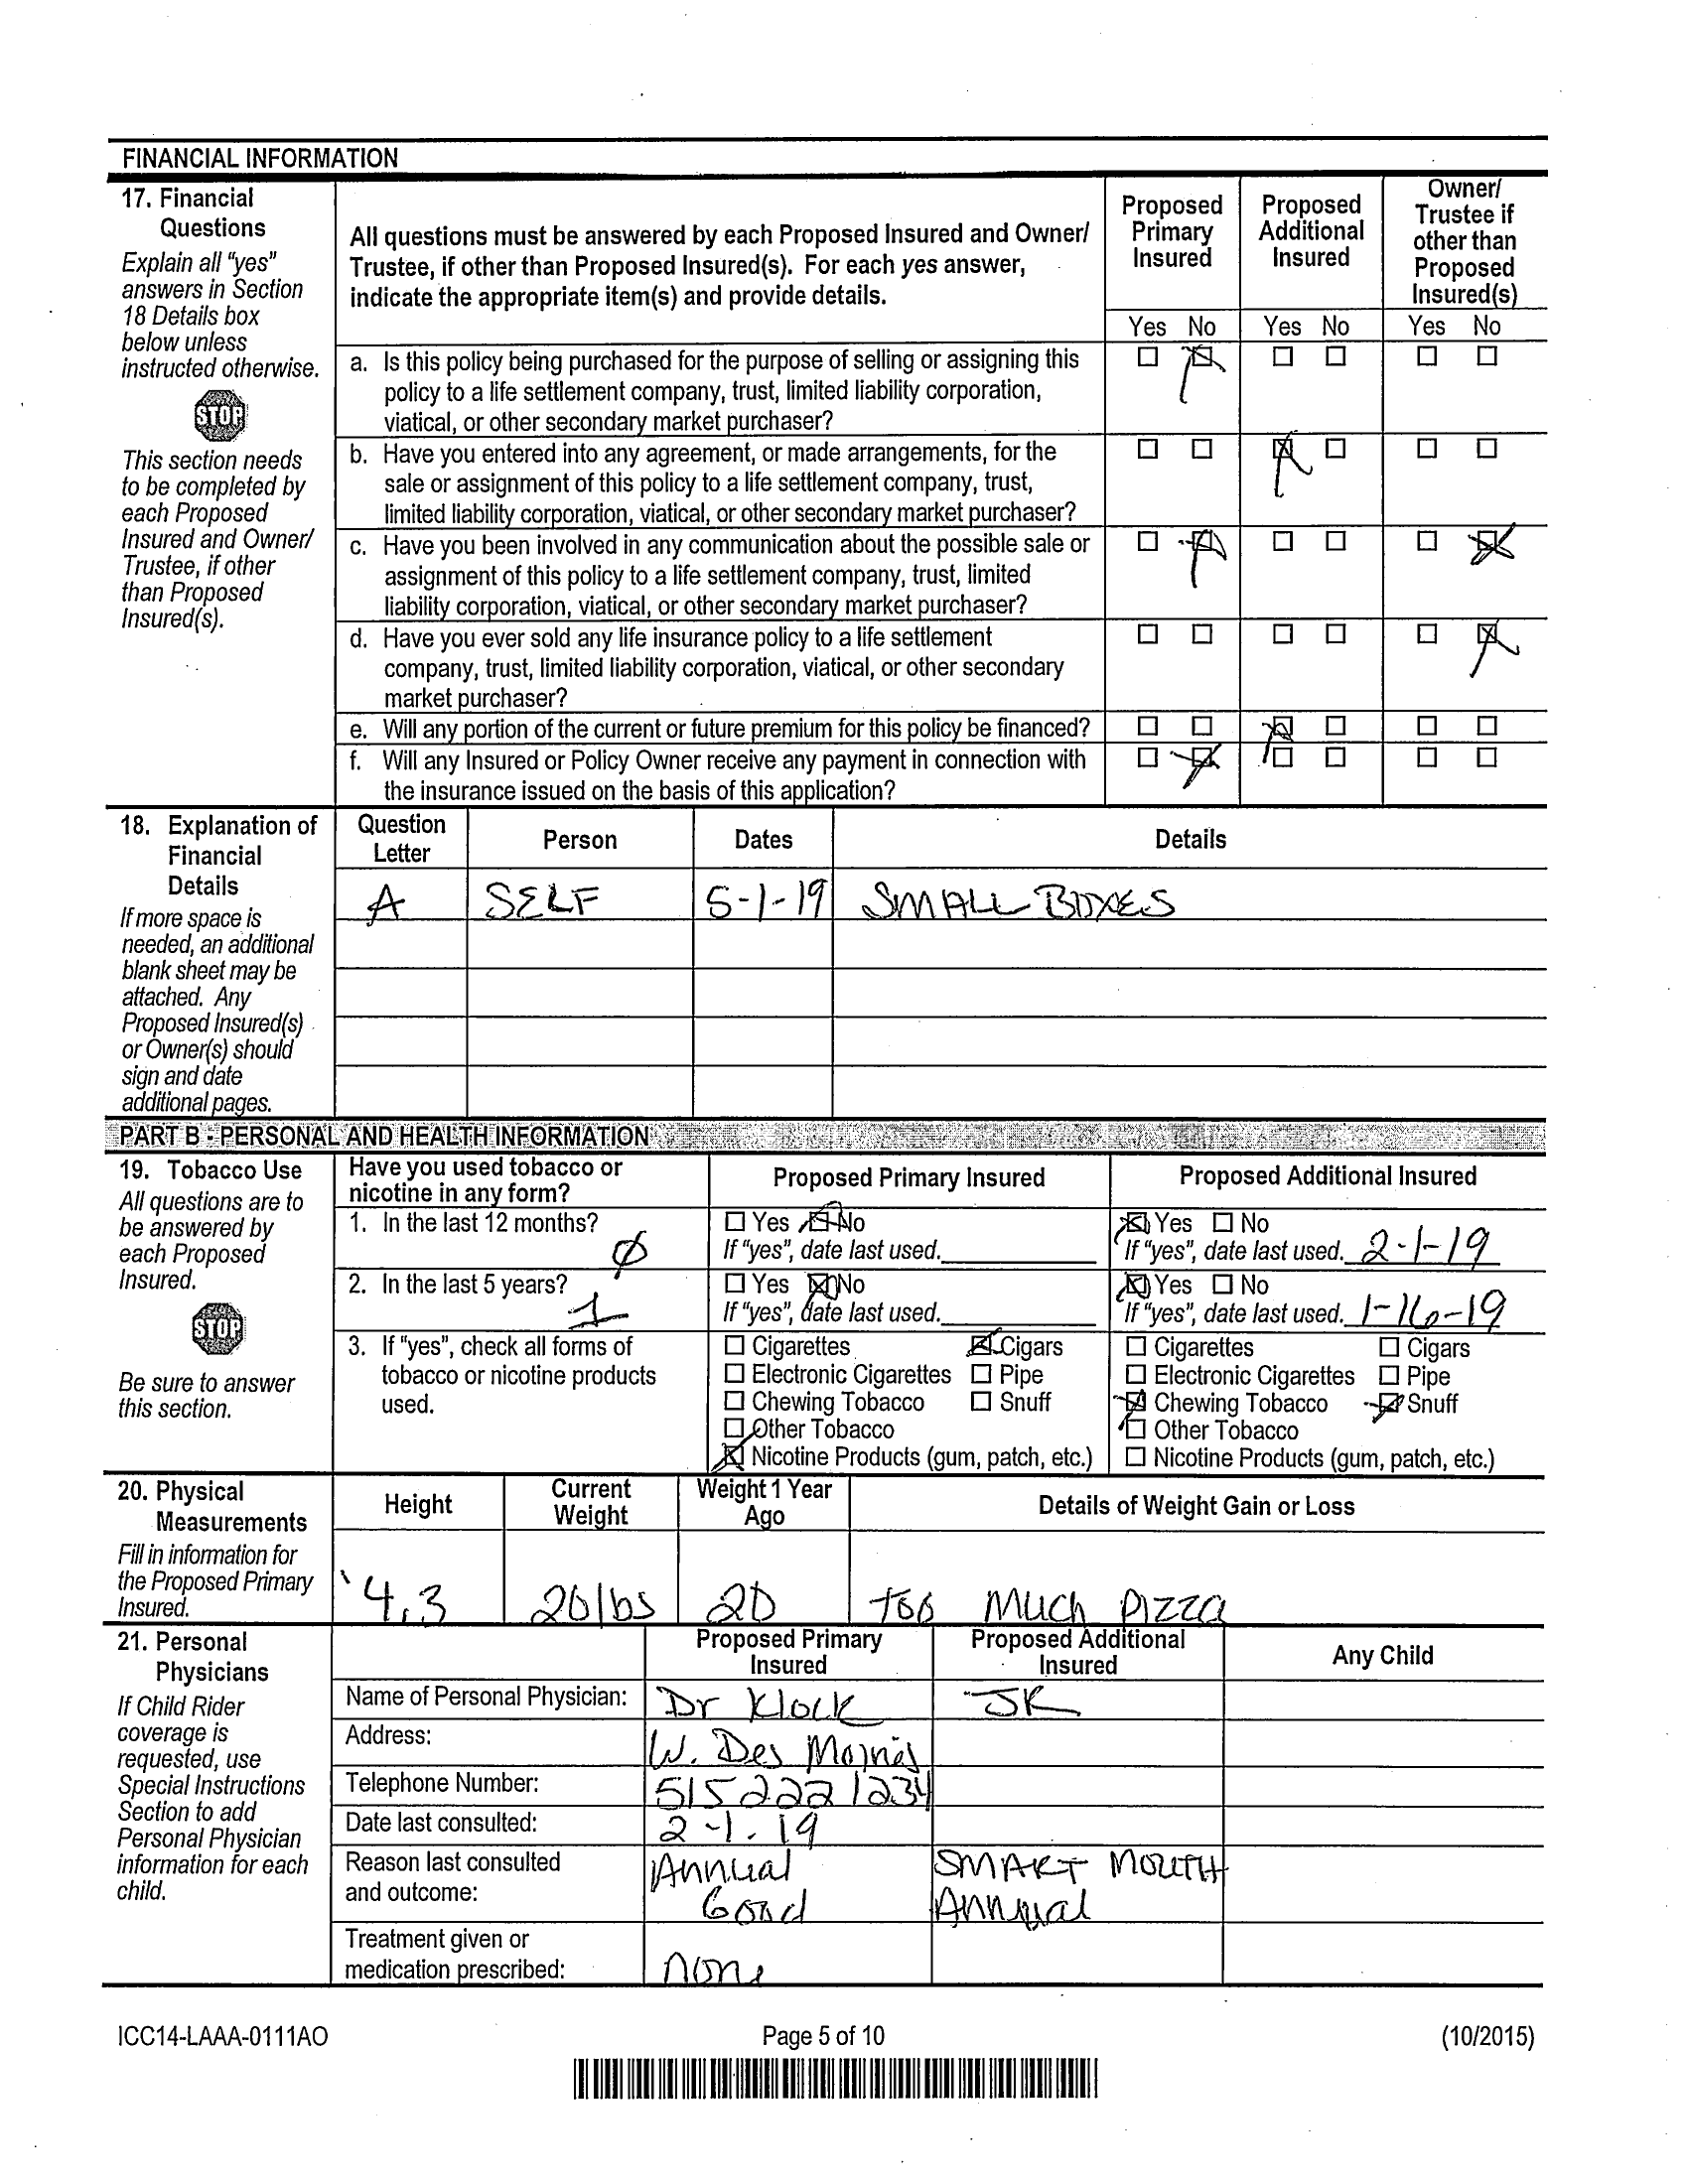 FINANCIAL INFORMATION
17. Financial
Questions
Explain all "yes"
answers in Section
18 Details box
below unless
instructed otherwise.
STOP
This section needs
to be completed by
each Proposed
Insured and Owner/
Trustee, if other
than Proposed
Insured(s).
All questions must be answered by each Proposed Insured and Owner/
Trustee, if other than Proposed Insured(s). For each yes answer,
indicate the appropriate item(s) and provide details.
Proposed
Primary
Insured
Proposed
Additional
Insured
Owner/
Trustee if
other than
Proposed
Insured(s)
Yes No Yes No Yes No
a. Is this policy being purchased for the purpose of selling or assigning this
policy to a life settlement company, trust, limited liability corporation,
viatical, or other secondary market purchaser?
b. Have you entered into any agreement, or made arrangements, for the
sale or assignment of this policy to a life settlement company, trust,
limited liability corporation, viatical, or other secondary market purchaser?
c. Have you been involved in any communication about the possible sale or
assignment of this policy to a life settlement company, trust, limited
liability corporation, viatical, or other secondary market purchaser?
d. Have you ever sold any life insurance policy to a life settlement
company, trust, limited liability corporation, viatical, or other secondary
market purchaser?
e. Will any portion of the current or future premium for this policy be financed?
f. Will any Insured or Policy Owner receive any payment in connection with
the insurance issued on the basis of this application?
18. Explanation of
Financial
Details
If more space is
needed, an additional
blank sheet may be
attached. Any
Proposed Insured(s)
or Owner(s) should
sign and date
additional pages.
Question
Letter
Person
Dates
Details
A SELF 5-1-19 SMALL BOXES
PART B - PERSONAL AND HEALTH INFORMATION
19. Tobacco Use
All questions are to
be answered by
each Proposed
Insured.
STOP
Be sure to answer
this section.
Have you used tobacco or
nicotine in any form?
Proposed Primary Insured
Proposed Additional Insured
1. In the last 12 months?
Ø
Yes No
If "yes", date last used.
Yes No
If "yes", date last used. 2-1-19
2. In the last 5 years?
1
Yes No
If "yes", date last used.
Yes No
If "yes", date last used. 1-16-19
3. If "yes", check all forms of
tobacco or nicotine products
used.
Cigarettes Cigars
Electronic Cigarettes Pipe
Chewing Tobacco Snuff
Other Tobacco
Nicotine Products (gum, patch, etc.)
Cigarettes Cigars
Electronic Cigarettes Pipe
Chewing Tobacco Snuff
Other Tobacco
Nicotine Products (gum, patch, etc.)
20. Physical
Measurements
Fill in information for
the Proposed Primary
Insured.
Height
Current
Weight
Weight 1 Year
Ago
Details of Weight Gain or Loss
'4,3 20lbs 20 too Much Pizza
21. Personal
Physicians
If Child Rider
coverage is
requested, use
Special Instructions
Section to add
Personal Physician
information for each
child.
Proposed Primary
Insured
Proposed Additional
Insured
Any Child
Name of Personal Physician: Dr Klock JK
Address: W. Des Moines
Telephone Number: 515 222 1234
Date last consulted: 2-1-19
Reason last consulted
and outcome:
Annual
Good
SMART MOUTH
Annual
Treatment given or
medication prescribed:
None
ICC14-LAAA-0111AO
Page 5 of 10
(10/2015)